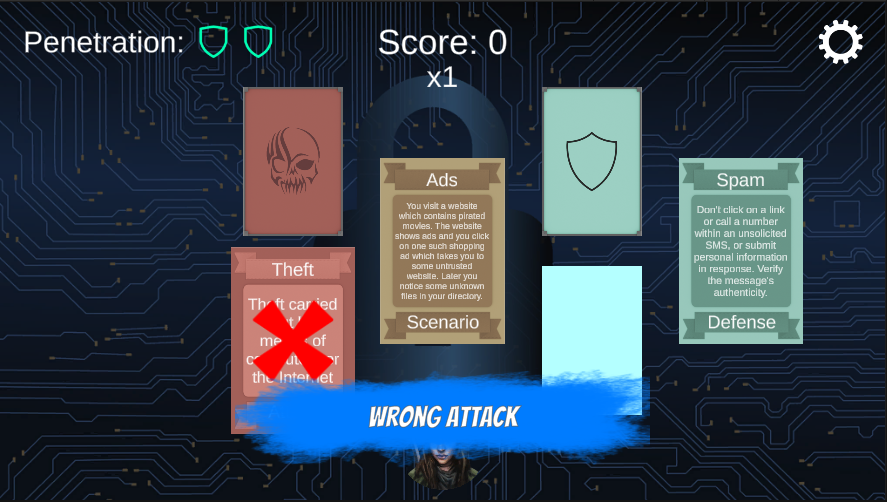 Penetration:
Score: 0
x1
Ads
You visit a website
which contains pirated
movies. The website
shows ads and you click
on one such shopping
ad which takes you to
some untrusted
website. Later you
notice some unknown
files in your directory.
Scenario
Spam
Don't click on a link
or call a number
within an unsolicited
SMS, or submit
personal information
in response. Verify
the message's
authenticity.
Defense
Theft
Theft carried
of
the Internet
WRONG ATTACK